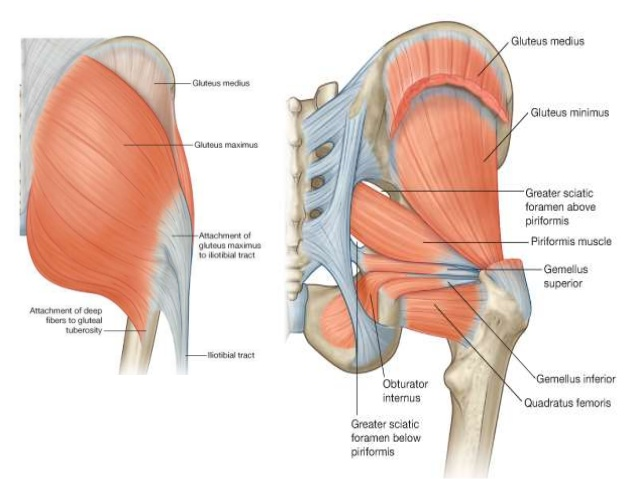 Gluteus medius
Gluteus maximus
Attachment of
gluteus maximus
to iliotibial tract
Attachment of deep
fibers to gluteal
tuberosity
Iliotibial tract
Gluteus medius
Gluteus minimus
Greater sciatic
foramen above
piriformis
Piriformis muscle
Gemellus
superior
Gemellus inferior
Quadratus femoris
Obturator
internus
Greater sciatic
foramen below
piriformis